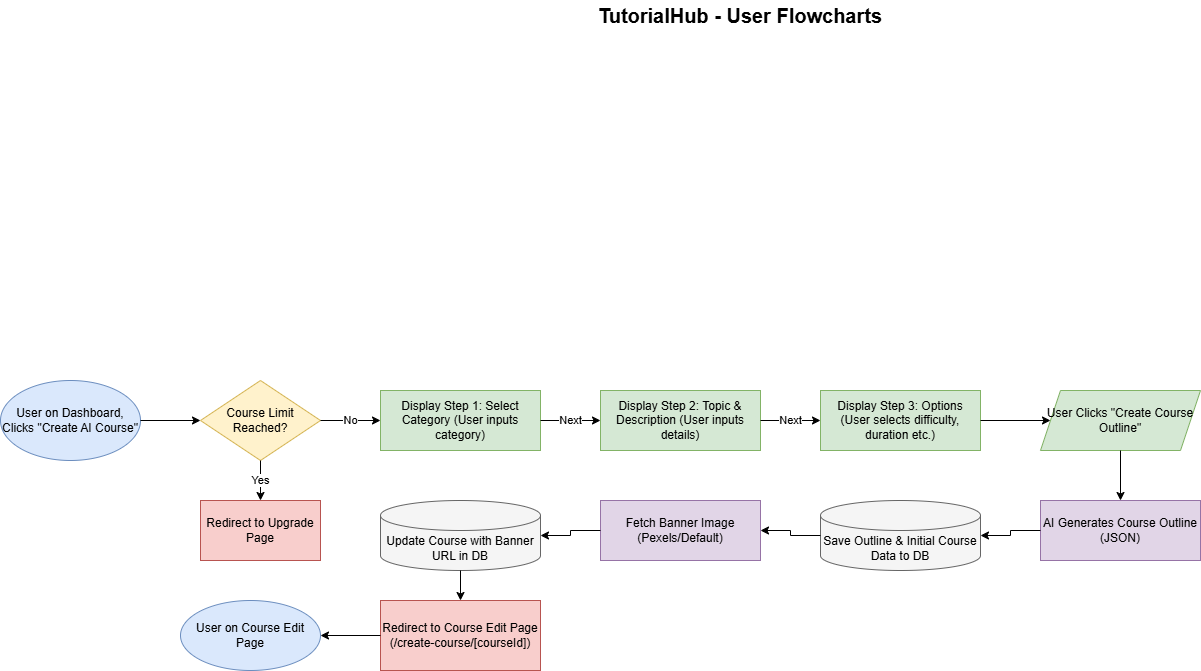 TutorialHub - User Flowcharts
User on Dashboard,
Clicks "Create AI Course"
Course Limit
Reached?
No
Display Step 1: Select
Category (User inputs
category)
Next
Display Step 2: Topic &
Description (User inputs
details)
Next
Display Step 3: Options
(User selects difficulty,
duration etc.)
User Clicks "Create Course
Outline"
Yes
Redirect to Upgrade
Page
AI Generates Course Outline
(JSON)
Save Outline & Initial Course
Data to DB
Fetch Banner Image
(Pexels/Default)
Update Course with Banner
URL in DB
Redirect to Course Edit Page
(/create-course/[courseId])
User on Course Edit
Page